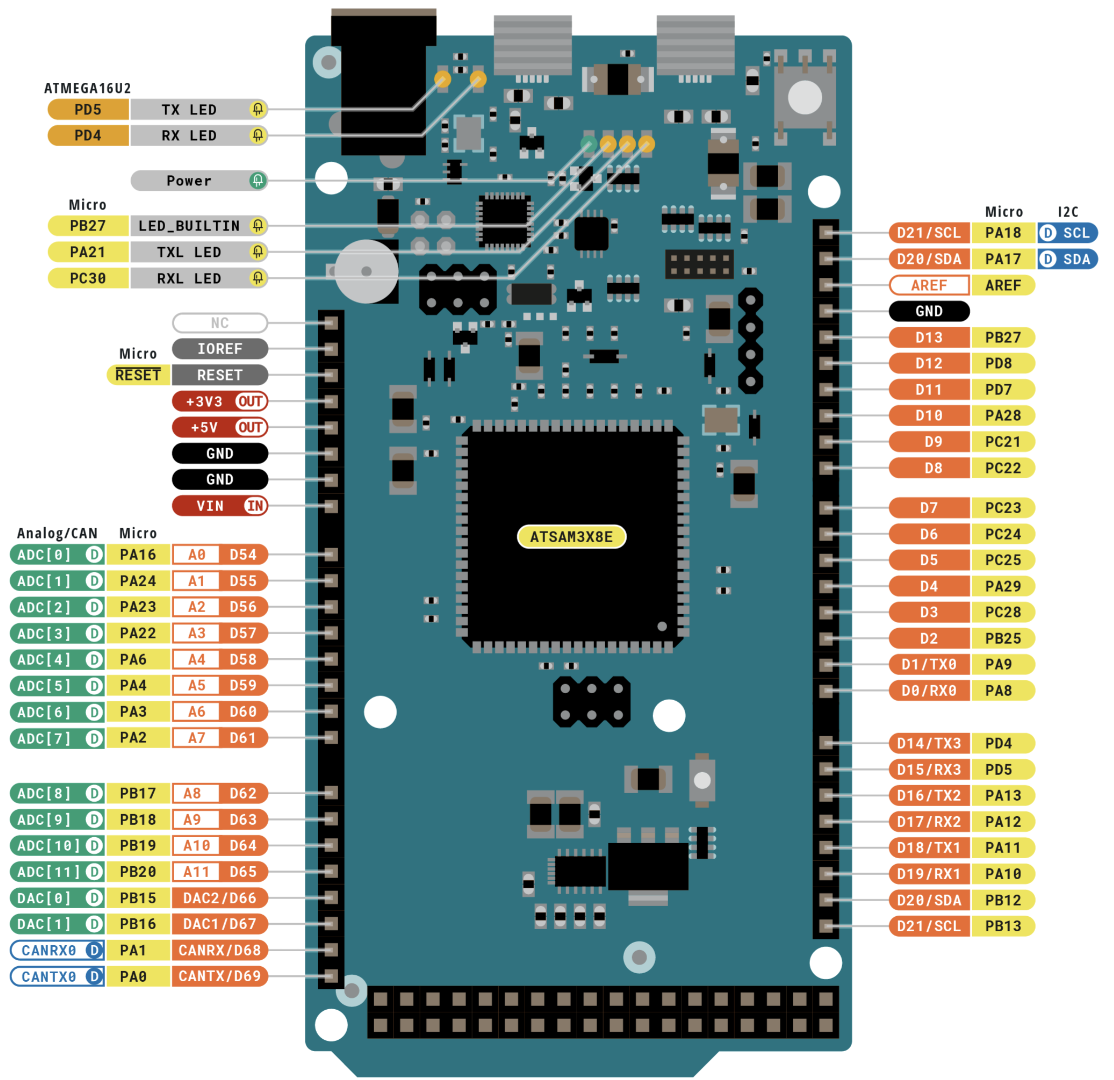 ATMEGA16U2
PD5 TX LED
PD4 RX LED
Power
Micro
PB27 LED_BUILTIN
PA21 TXL LED
PC30 RXL LED
NC
IOREF
Micro
RESET RESET
+3V3 OUT
+5V OUT
GND
GND
VIN IN
Analog/CAN Micro
ADC[0] D PA16 A0 D54
ADC[1] D PA24 A1 D55
ADC[2] D PA23 A2 D56
ADC[3] D PA22 A3 D57
ADC[4] D PA6 A4 D58
ADC[5] D PA4 A5 D59
ADC[6] D PA3 A6 D60
ADC[7] D PA2 A7 D61
ADC[8] D PB17 A8 D62
ADC[9] D PB18 A9 D63
ADC[10] D PB19 A10 D64
ADC[11] D PB20 A11 D65
DAC[0] D PB15 DAC2/D66
DAC[1] D PB16 DAC1/D67
CANRX0 D PA1 CANRX/D68
CANTX0 D PA0 CANTX/D69
ATSAM3X8E
Micro I2C
D21/SCL PA18 D SCL
D20/SDA PA17 D SDA
AREF AREF
GND
D13 PB27
D12 PD8
D11 PD7
D10 PA28
D9 PC21
D8 PC22
D7 PC23
D6 PC24
D5 PC25
D4 PA29
D3 PC28
D2 PB25
D1/TX0 PA9
D0/RX0 PA8
D14/TX3 PD4
D15/RX3 PD5
D16/TX2 PA13
D17/RX2 PA12
D18/TX1 PA11
D19/RX1 PA10
D20/SDA PB12
D21/SCL PB13